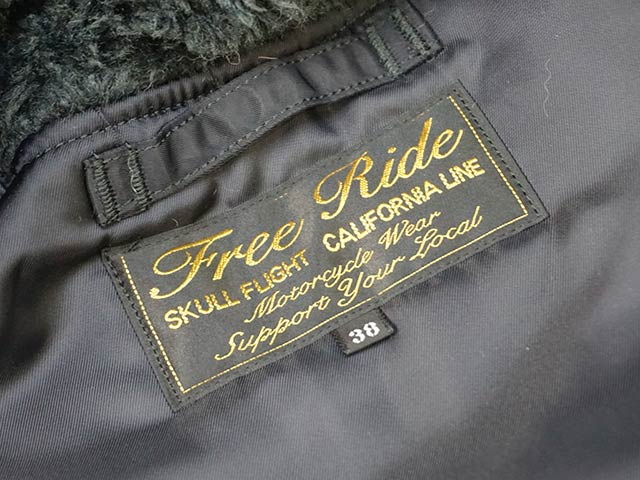 Free Ride
SKULL FLIGHT CALIFORNIA LINE
Motorcycle Wear
Support Your Local
38